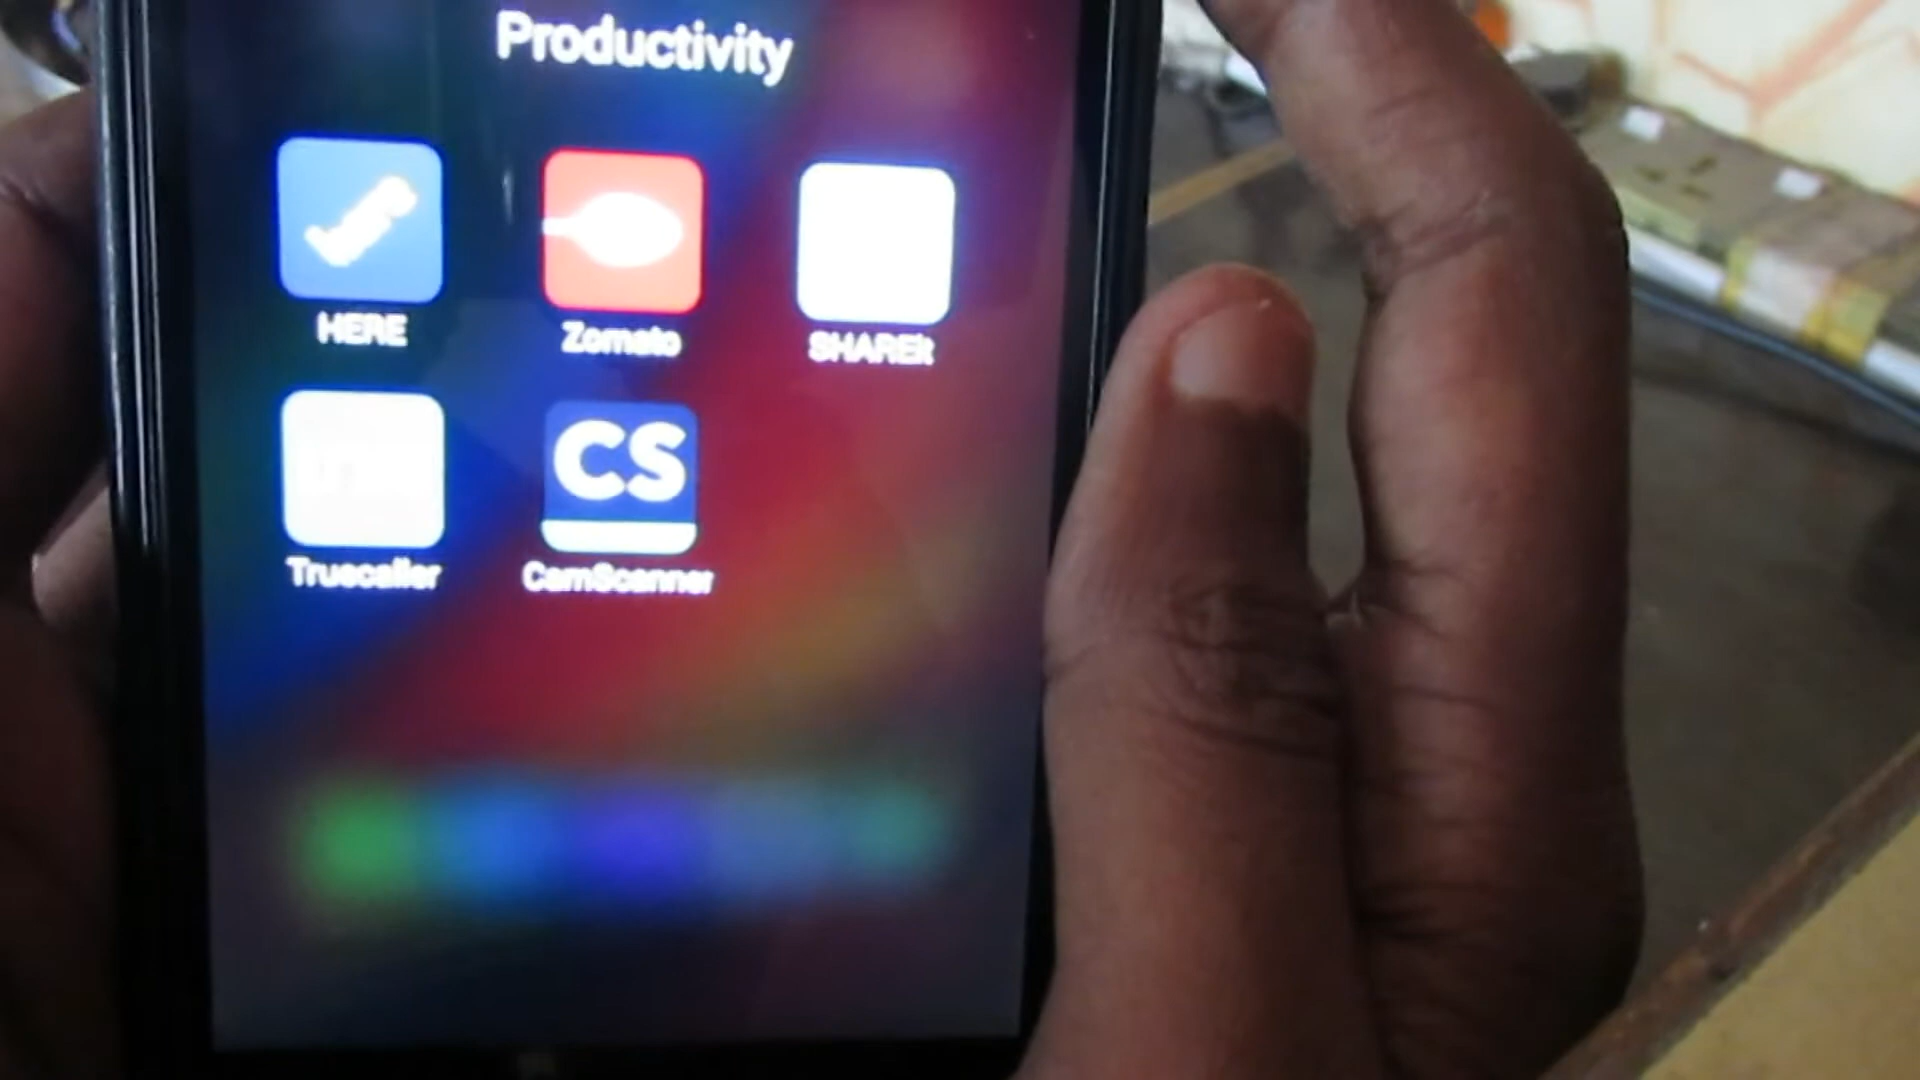 Productivity
HERE
Zomato
SHAREit
Truecaller
CS
CamScanner